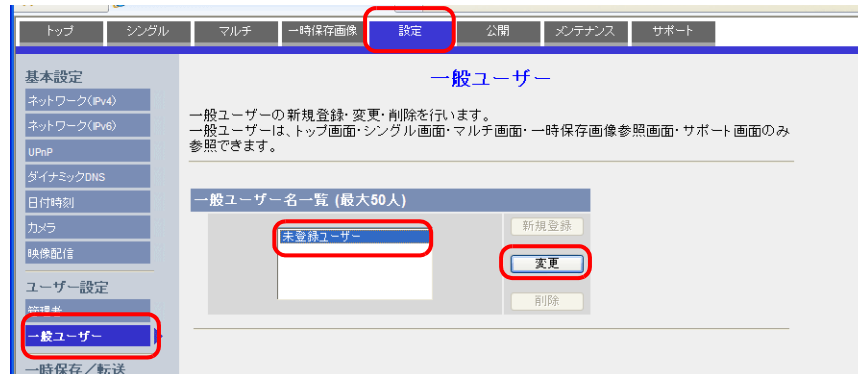 トップ
シングル
マルチ
一時保存画像
設定
公開
メンテナンス
サポート
基本設定
ネットワーク(IPv4)
ネットワーク(IPv6)
UPnP
ダイナミックDNS
日付時刻
カメラ
映像配信
ユーザー設定
管理者
一般ユーザー
一時保存／転送
一般ユーザー
一般ユーザーの新規登録･変更･削除を行います。
一般ユーザーは、トップ画面･シングル画面･マルチ画面･一時保存画像参照画面･サポート画面のみ
参照できます。
一般ユーザー名一覧 (最大50人)
未登録ユーザー
新規登録
変更
削除